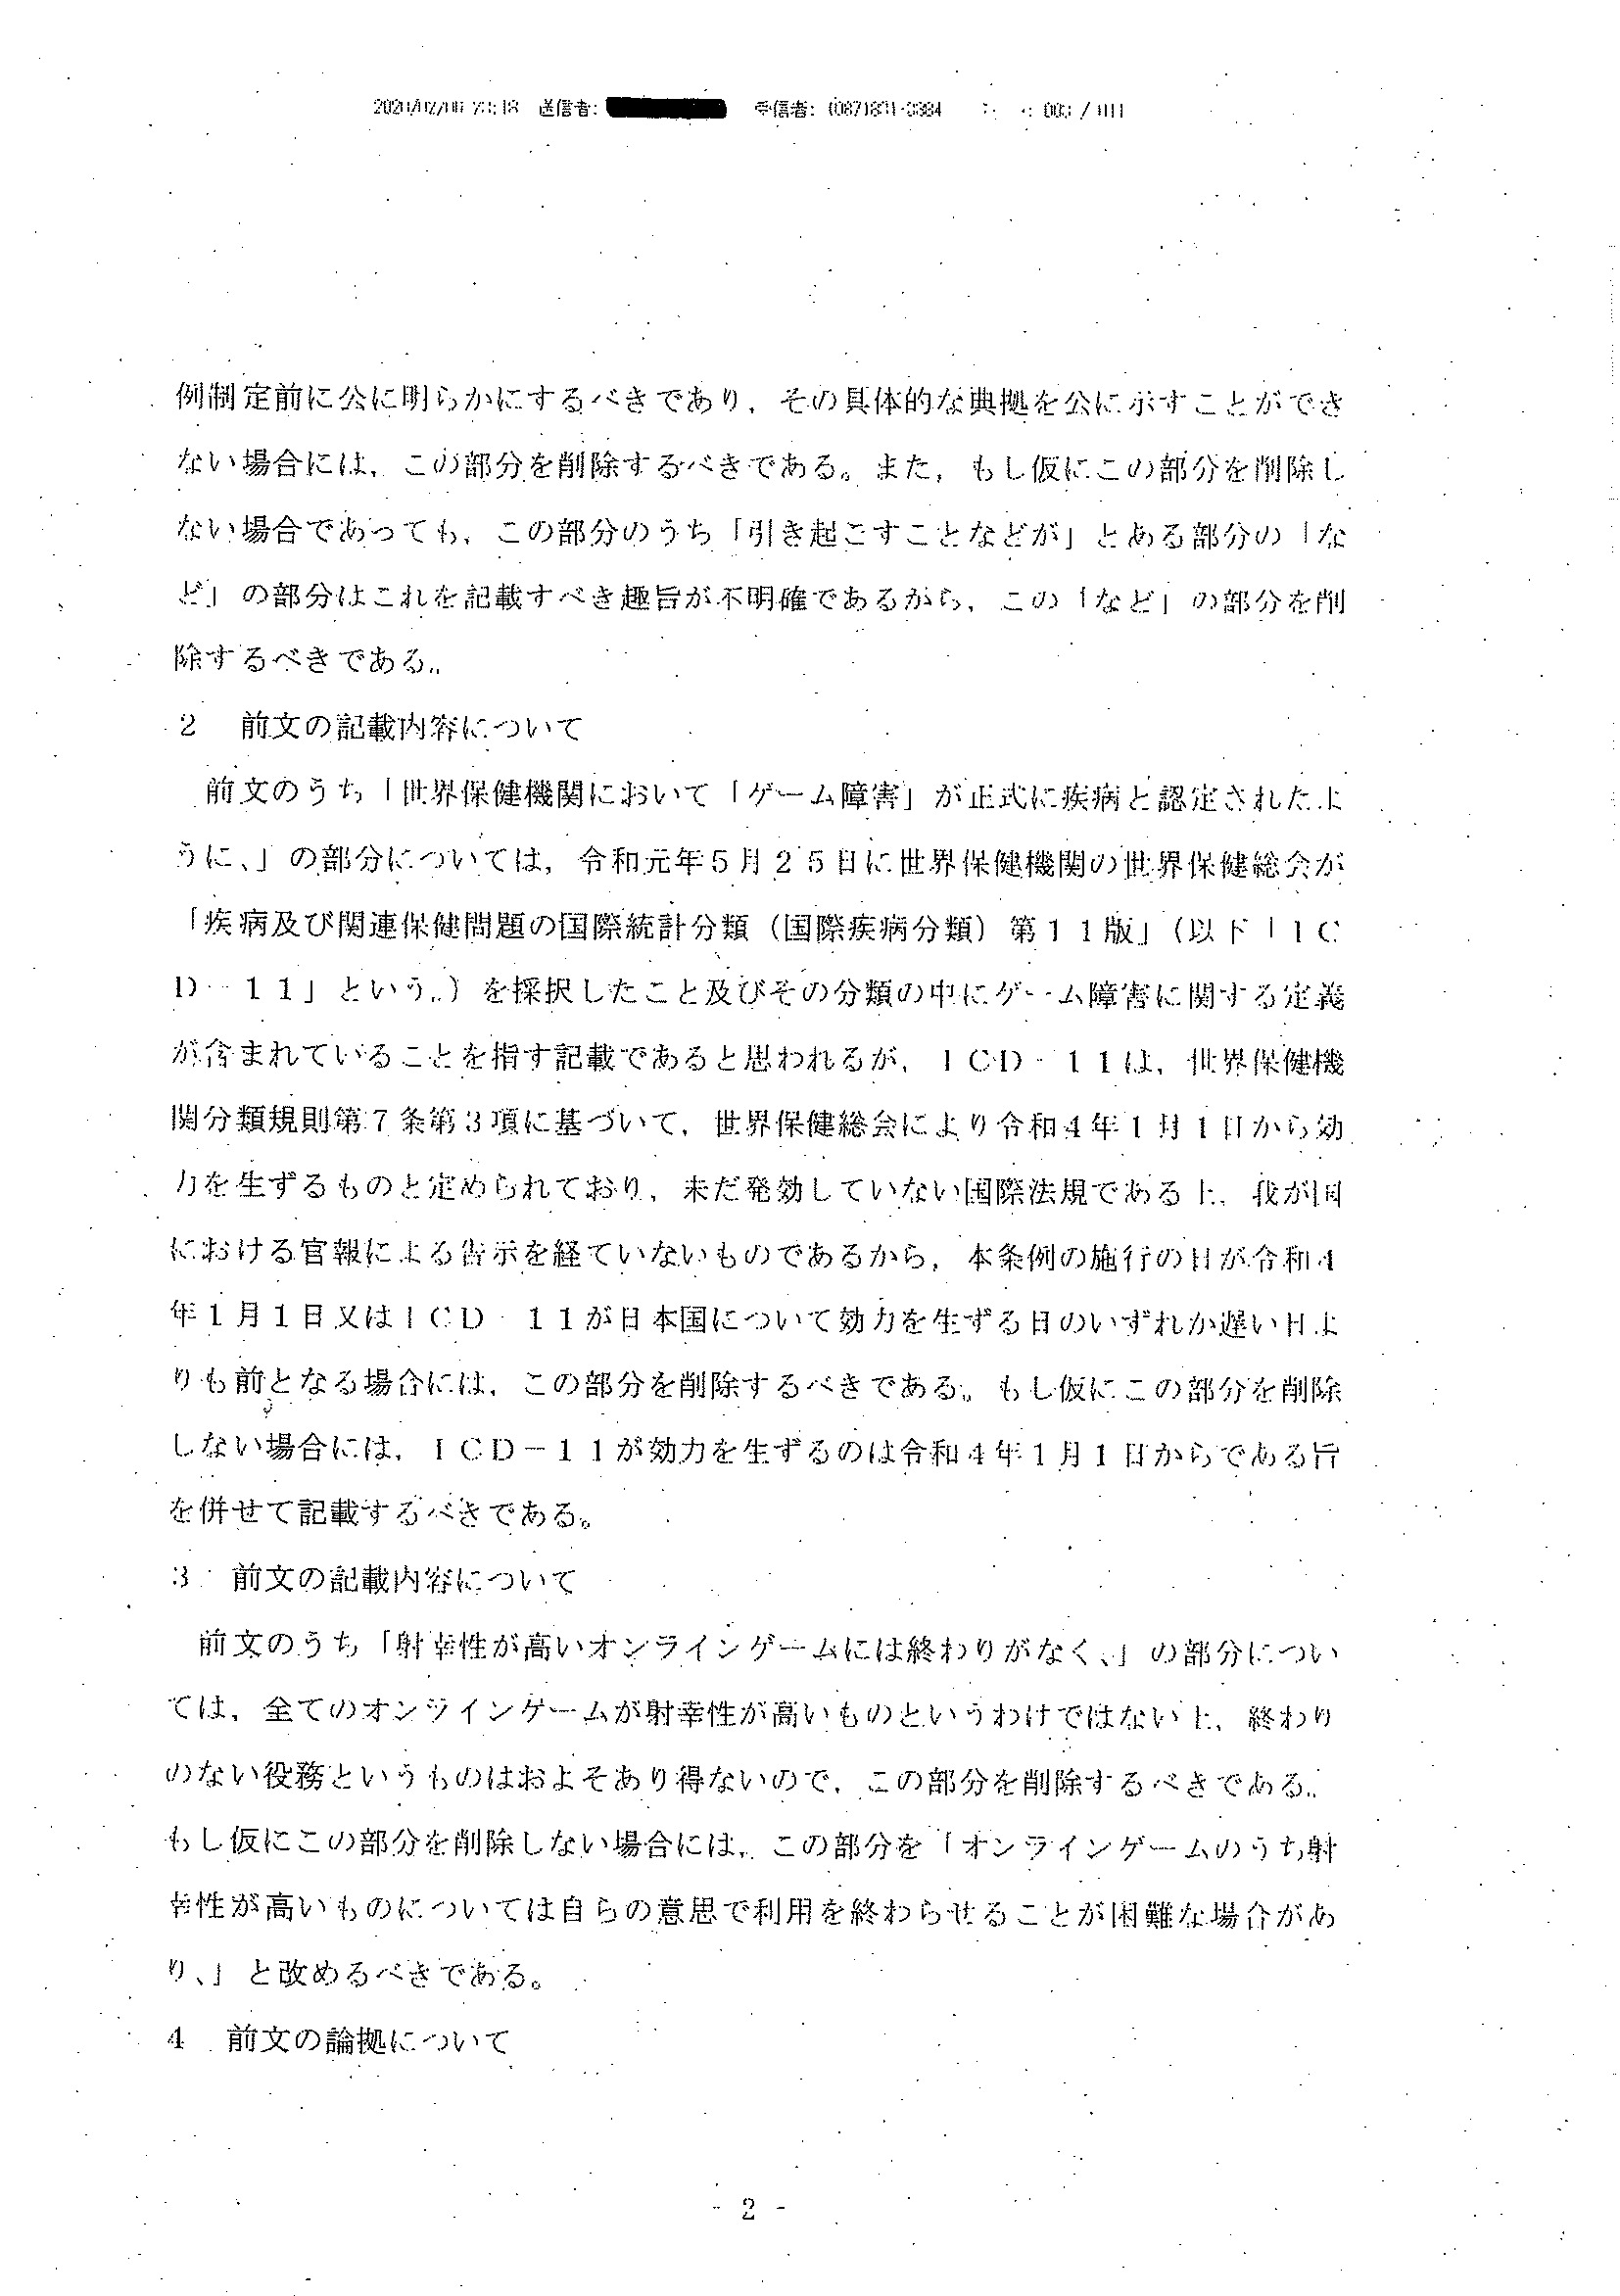 送信者: 受信者: (087)831-3384
例制定前に公に明らかにするべきであり，その具体的な典拠を公に示すことができ
ない場合には，この部分を削除するべきである。また，もし仮にこの部分を削除し
ない場合であっても，この部分のうち「引き起こすことなどが」とある部分の「な
ど」の部分はこれを記載すべき趣旨が不明確であるから，この「など」の部分を削
除するべきである。
2　前文の記載内容について
　前文のうち「世界保健機関において「ゲーム障害」が正式に疾病と認定されたよ
うに、」の部分については，令和元年５月２５日に世界保健機関の世界保健総会が
「疾病及び関連保健問題の国際統計分類（国際疾病分類）第１１版」（以下「ＩＣ
Ｄ－１１」という。）を採択したこと及びその分類の中にゲーム障害に関する定義
が含まれていることを指す記載であると思われるが，ＩＣＤ－１１は，世界保健機
関分類規則第７条第３項に基づいて，世界保健総会により令和４年１月１日から効
力を生ずるものと定められており，未だ発効していない国際法規である上，我が国
における官報による告示を経ていないものであるから，本条例の施行の日が令和４
年１月１日又はＩＣＤ－１１が日本国について効力を生ずる日のいずれか遅い日よ
りも前となる場合には，この部分を削除するべきである。もし仮にこの部分を削除
しない場合には，ＩＣＤ－１１が効力を生ずるのは令和４年１月１日からである旨
を併せて記載するべきである。
3　前文の記載内容について
　前文のうち「射幸性が高いオンラインゲームには終わりがなく、」の部分につい
ては，全てのオンラインゲームが射幸性が高いものというわけではない上，終わり
のない役務というものはおよそあり得ないので，この部分を削除するべきである。
もし仮にこの部分を削除しない場合には，この部分を「オンラインゲームのうち射
幸性が高いものについては自らの意思で利用を終わらせることが困難な場合があ
り、」と改めるべきである。
4　前文の論拠について
- 2 -